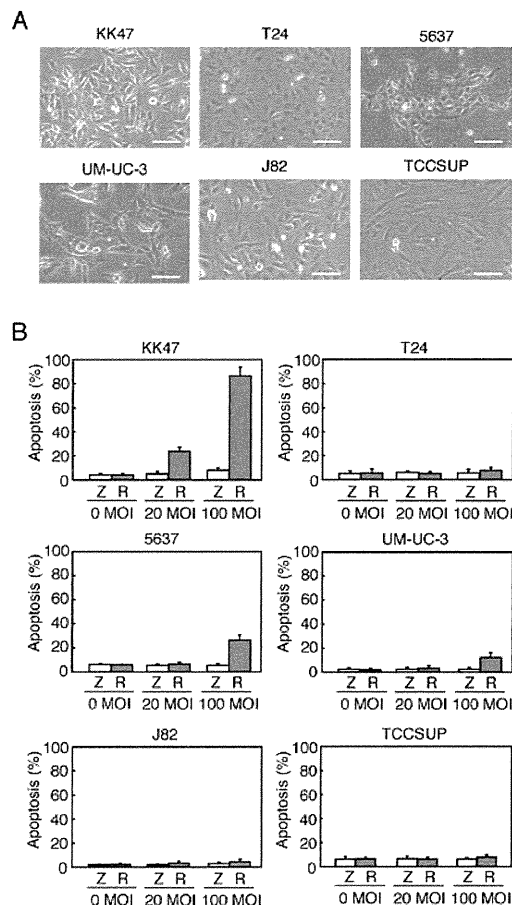 A
KK47 T24 5637
UM-UC-3 J82 TCCSUP
B
KK47 T24
Apoptosis (%) 100 80 60 40 20 0 Apoptosis (%) 100 80 60 40 20 0
Z R Z R Z R Z R Z R Z R
0 MOI 20 MOI 100 MOI 0 MOI 20 MOI 100 MOI
5637 UM-UC-3
Apoptosis (%) 100 80 60 40 20 0 Apoptosis (%) 100 80 60 40 20 0
Z R Z R Z R Z R Z R Z R
0 MOI 20 MOI 100 MOI 0 MOI 20 MOI 100 MOI
J82 TCCSUP
Apoptosis (%) 100 80 60 40 20 0 Apoptosis (%) 100 80 60 40 20 0
Z R Z R Z R Z R Z R Z R
0 MOI 20 MOI 100 MOI 0 MOI 20 MOI 100 MOI